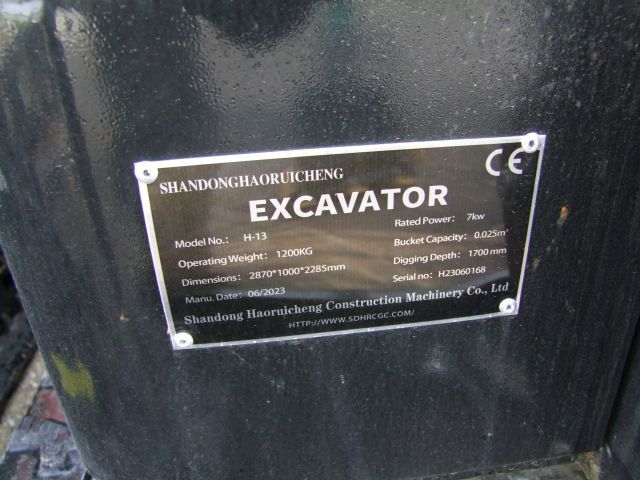 SHANDONGHAORUICHENG
CE
EXCAVATOR
Model No.: H-13
Rated Power: 7kw
Operating Weight: 1200KG
Bucket Capacity: 0.025m³
Dimensions: 2870*1000*2285mm
Digging Depth: 1700 mm
Manu. Date: 06/2023
Serial no: H23060168
Shandong Haoruicheng Construction Machinery Co., Ltd
HTTP://WWW.SDHRCGC.COM/